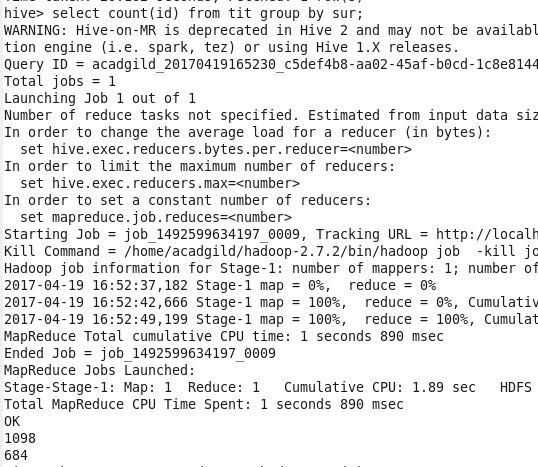 hive> select count(id) from tit group by sur;
WARNING: Hive-on-MR is deprecated in Hive 2 and may not be availabl
tion engine (i.e. spark, tez) or using Hive 1.X releases.
Query ID = acadgild_20170419165230_c5def4b8-aa02-45af-b0cd-1c8e8144
Total jobs = 1
Launching Job 1 out of 1
Number of reduce tasks not specified. Estimated from input data siz
In order to change the average load for a reducer (in bytes):
  set hive.exec.reducers.bytes.per.reducer=<number>
In order to limit the maximum number of reducers:
  set hive.exec.reducers.max=<number>
In order to set a constant number of reducers:
  set mapreduce.job.reduces=<number>
Starting Job = job_1492599634197_0009, Tracking URL = http://localh
Kill Command = /home/acadgild/hadoop-2.7.2/bin/hadoop job  -kill jo
Hadoop job information for Stage-1: number of mappers: 1; number of
2017-04-19 16:52:37,182 Stage-1 map = 0%,  reduce = 0%
2017-04-19 16:52:42,666 Stage-1 map = 100%,  reduce = 0%, Cumulativ
2017-04-19 16:52:49,199 Stage-1 map = 100%,  reduce = 100%, Cumulat
MapReduce Total cumulative CPU time: 1 seconds 890 msec
Ended Job = job_1492599634197_0009
MapReduce Jobs Launched:
Stage-Stage-1: Map: 1  Reduce: 1   Cumulative CPU: 1.89 sec   HDFS
Total MapReduce CPU Time Spent: 1 seconds 890 msec
OK
1098
684